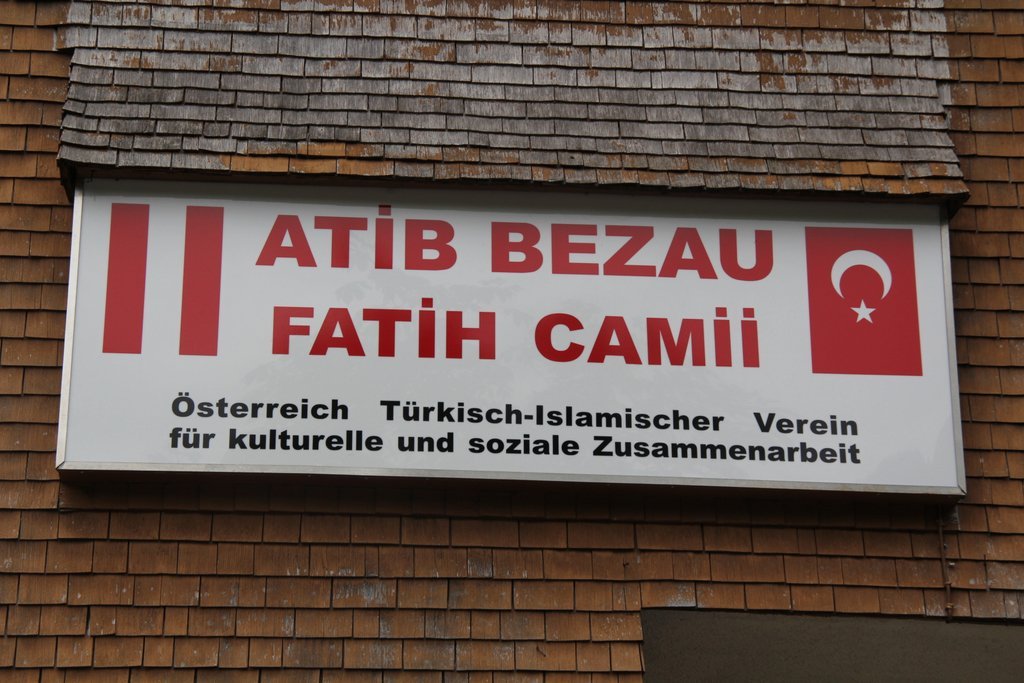 ATİB BEZAU
FATİH CAMİİ
Österreich Türkisch-Islamischer Verein
für kulturelle und soziale Zusammenarbeit